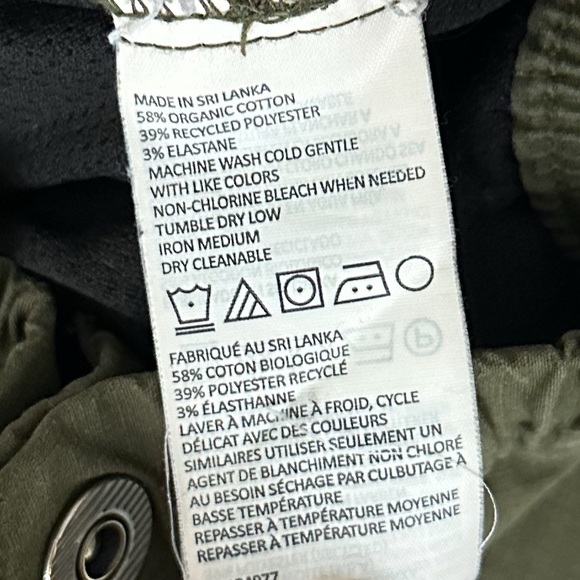 MADE IN SRI LANKA
58% ORGANIC COTTON
39% RECYCLED POLYESTER
3% ELASTANE
MACHINE WASH COLD GENTLE
WITH LIKE COLORS
NON-CHLORINE BLEACH WHEN NEEDED
TUMBLE DRY LOW
IRON MEDIUM
DRY CLEANABLE
FABRIQUÉ AU SRI LANKA
58% COTON BIOLOGIQUE
39% POLYESTER RECYCLÉ
3% ÉLASTHANNE
LAVER À MACHINE À FROID, CYCLE
DÉLICAT AVEC DES COULEURS
SIMILAIRES UTILISER SEULEMENT UN
AGENT DE BLANCHIMENT NON CHLORÉ
AU BESOIN SÉCHAGE PAR CULBUTAGE À
BASSE TEMPÉRATURE
REPASSER À TEMPÉRATURE MOYENNE
REPASSER À TEMPÉRATURE MOYENNE